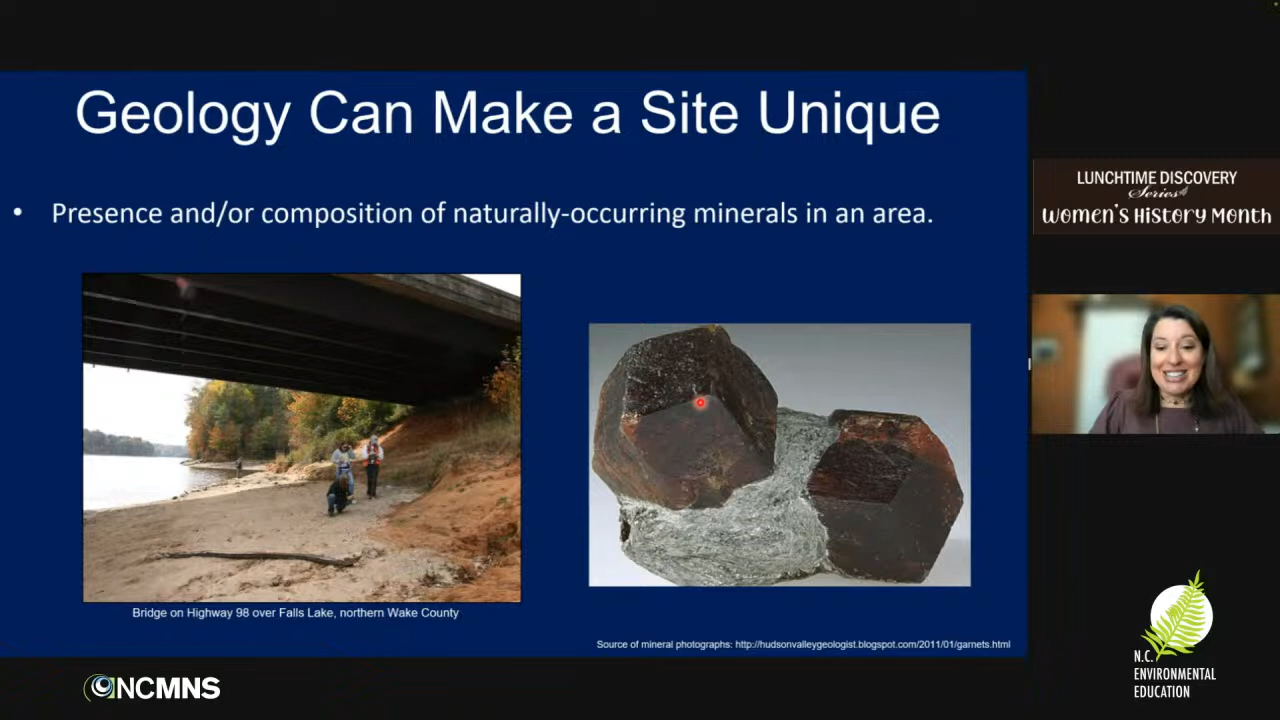 Geology Can Make a Site Unique
• Presence and/or composition of naturally-occurring minerals in an area.
Bridge on Highway 98 over Falls Lake, northern Wake County
Source of mineral photographs: http://hudsonvalleygeologist.blogspot.com/2011/01/garnets.html
LUNCHTIME DISCOVERY
Series
Women's History Month
NCMNS
N.C.
ENVIRONMENTAL
EDUCATION